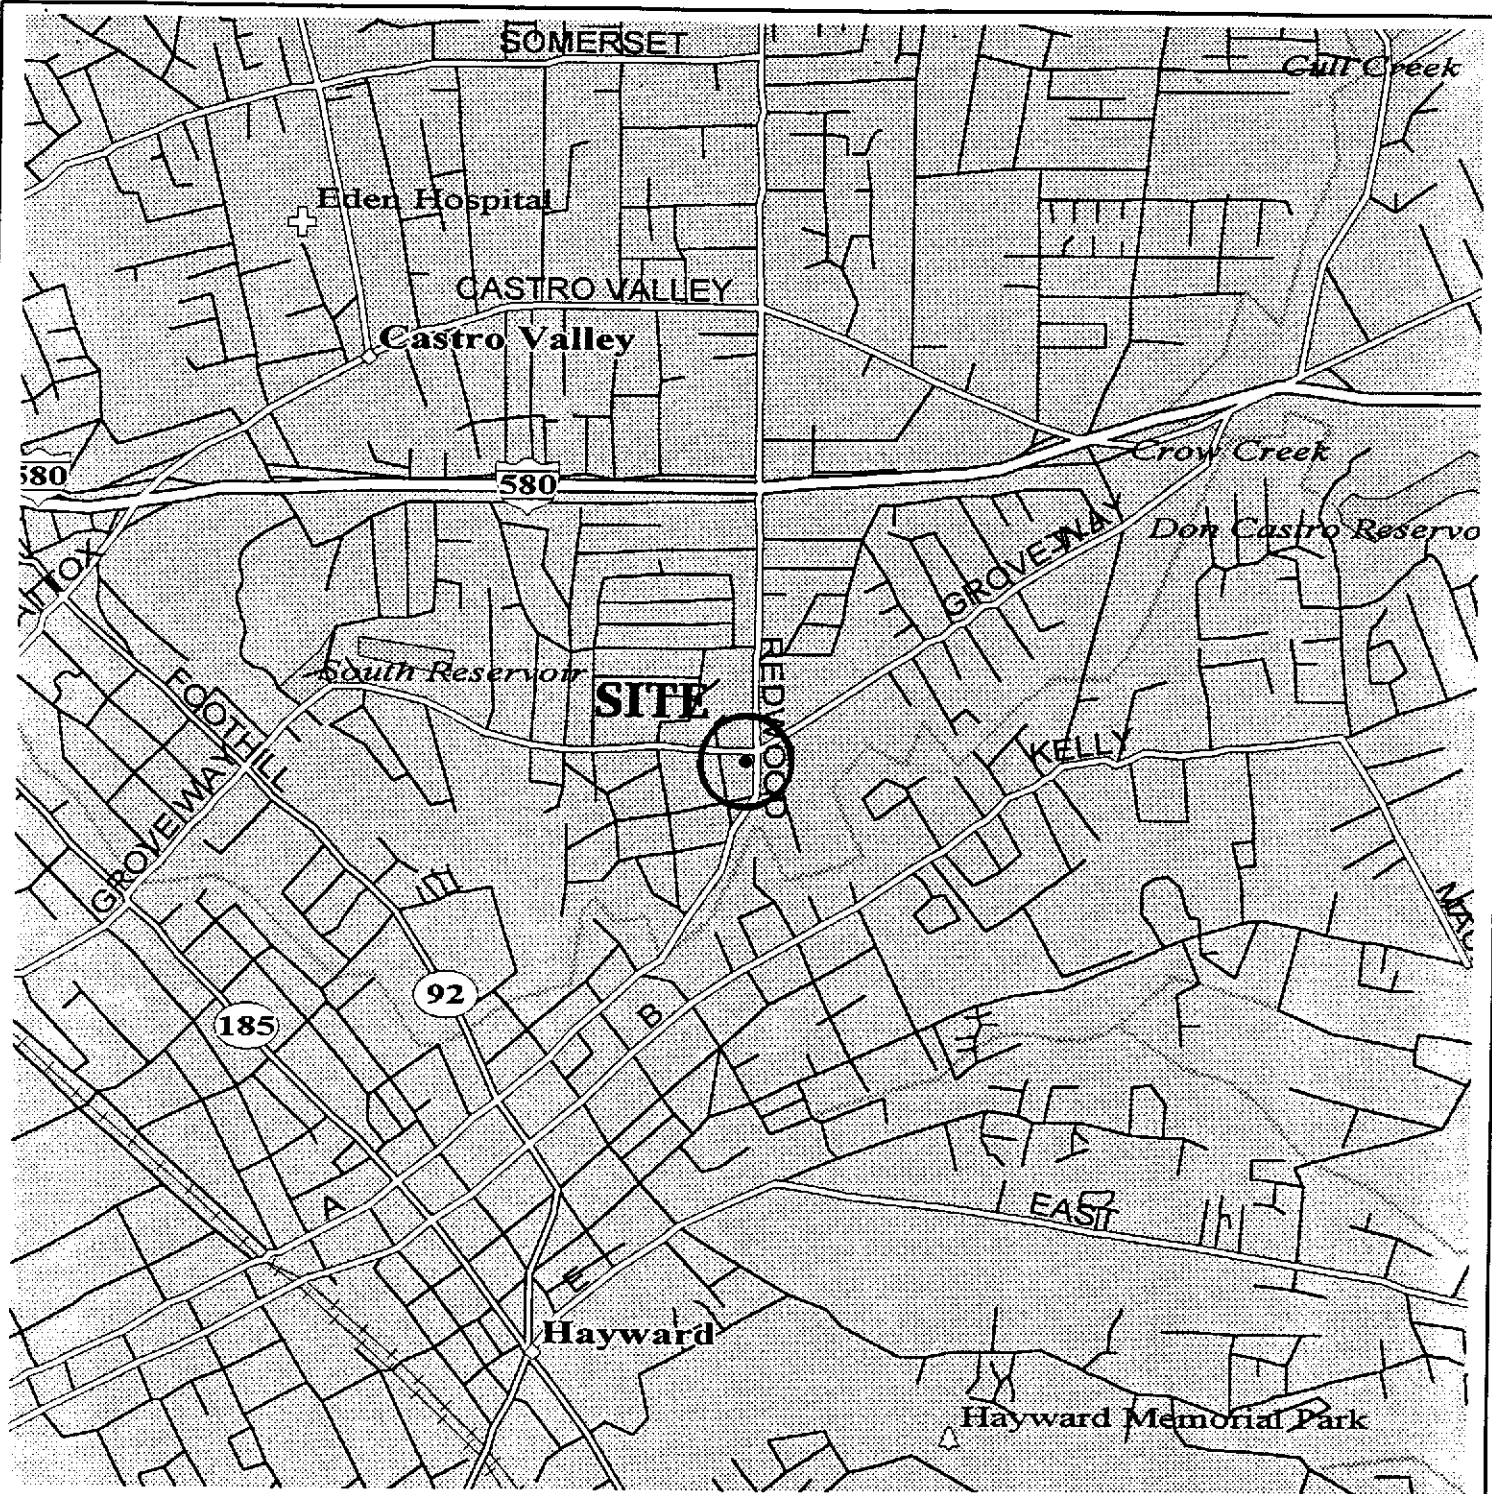 SOMERSET
Cull Creek
Eden Hospital
CASTRO VALLEY
Castro Valley
Crow Creek
580
580
Don Castro Reservo
GROVE WAY
REDWOOD
South Reservoir
SITE
FOOTHILL
KELLY
GROVE WAY
92
B
185
A
EAST
E
Hayward
Hayward Memorial Park